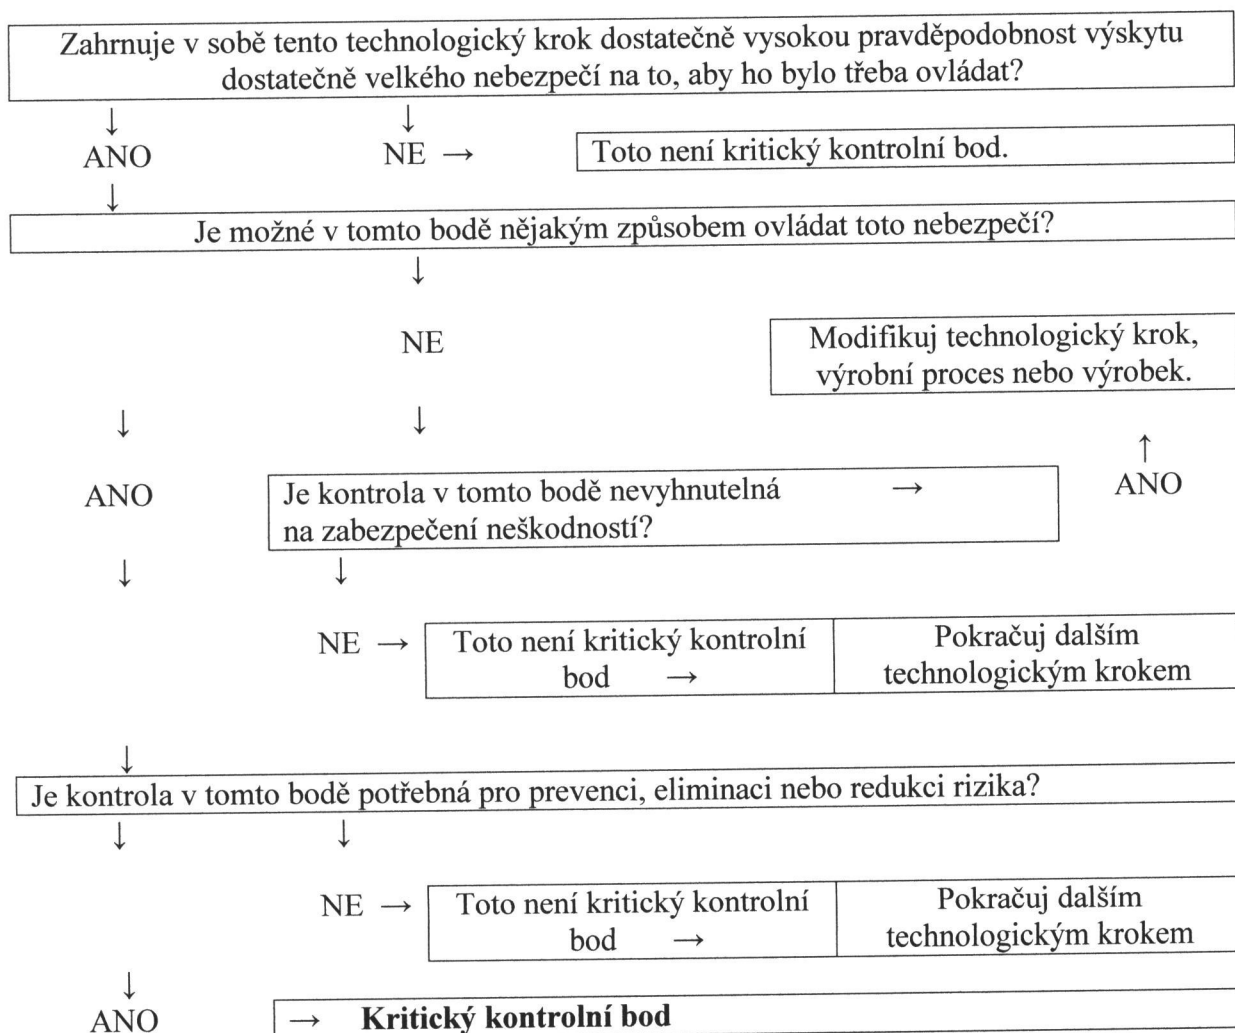 Zahrnuje v sobě tento technologický krok dostatečně vysokou pravděpodobnost výskytu
dostatečně velkého nebezpečí na to, aby ho bylo třeba ovládat?
↓ ↓
ANO NE → Toto není kritický kontrolní bod.
↓
Je možné v tomto bodě nějakým způsobem ovládat toto nebezpečí?
↓
NE Modifikuj technologický krok,
výrobní proces nebo výrobek.
↓ ↓ ↑
ANO Je kontrola v tomto bodě nevyhnutelná → ANO
na zabezpečení neškodností?
↓ ↓
NE → Toto není kritický kontrolní Pokračuj dalším
bod → technologickým krokem
↓
Je kontrola v tomto bodě potřebná pro prevenci, eliminaci nebo redukci rizika?
↓ ↓
NE → Toto není kritický kontrolní Pokračuj dalším
bod → technologickým krokem
↓
ANO → Kritický kontrolní bod